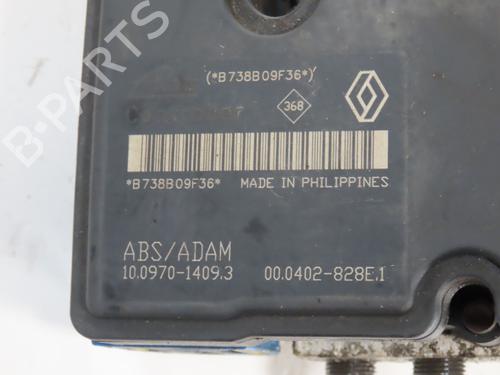 B-PARTS
(*B738B09F36*)
368
*B738B09F36* MADE IN PHILIPPINES
ABS/ADAM
10.0970-1409.3 00.0402-828E.1